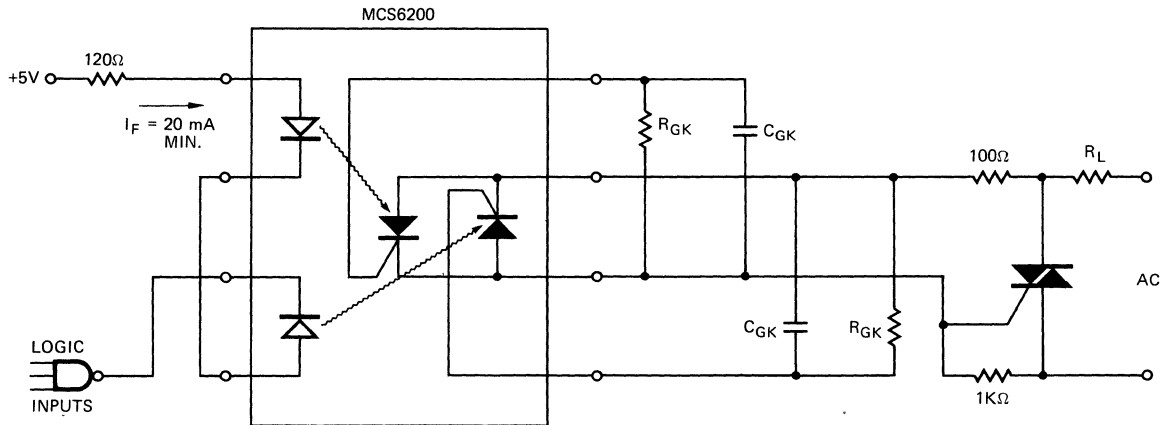 MCS6200
+5V
120Ω
I_F = 20 mA
MIN.
R_GK
C_GK
100Ω
R_L
C_GK
R_GK
AC
1KΩ
LOGIC
INPUTS